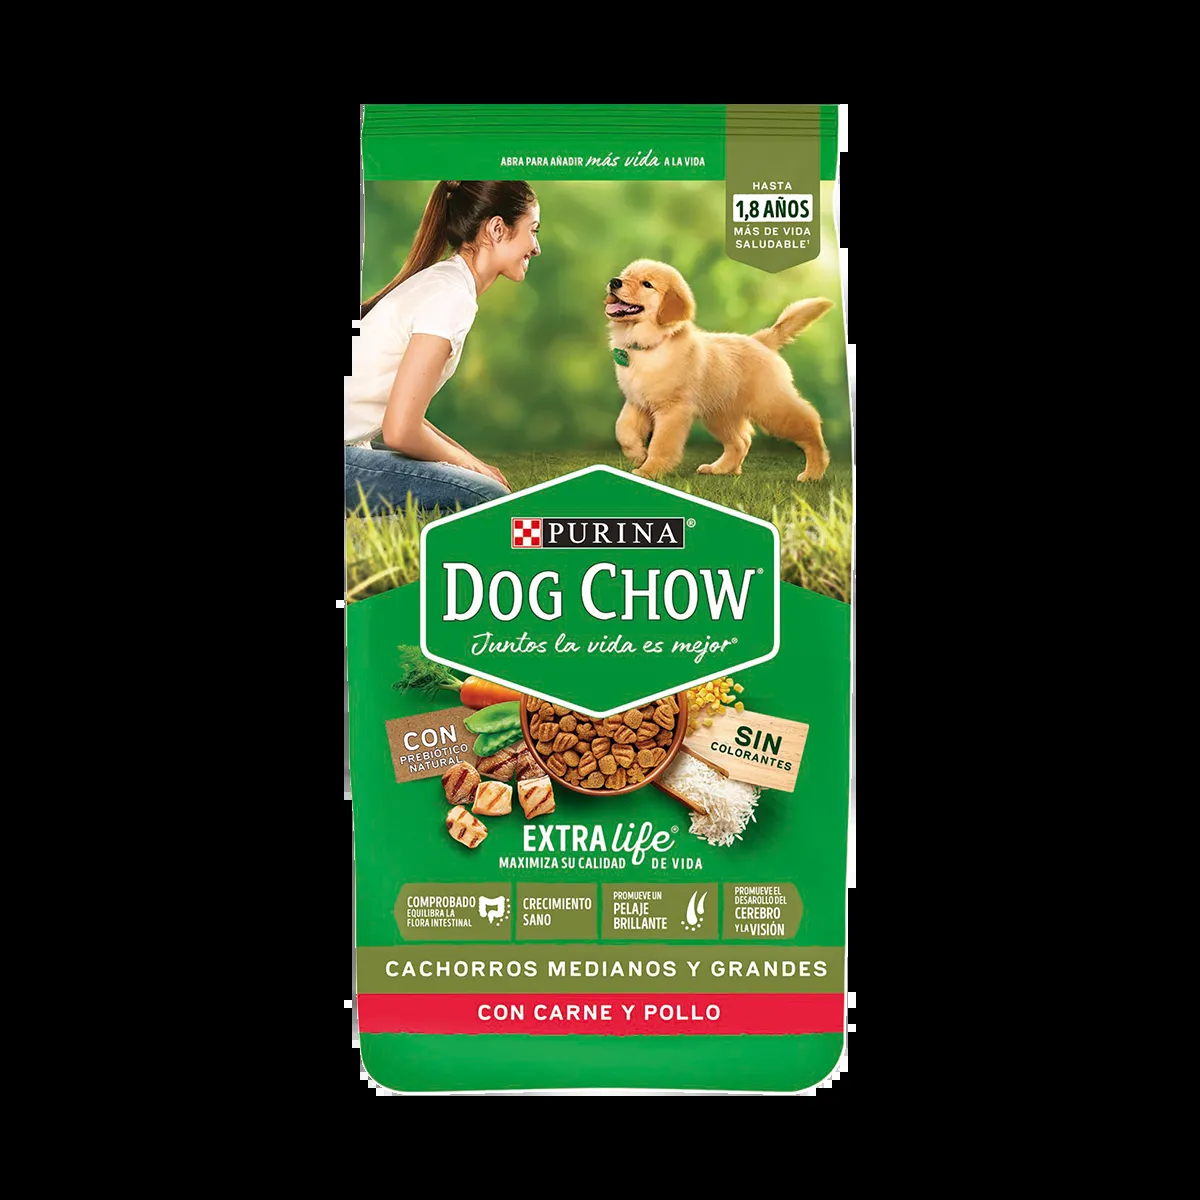 ABRA PARA AÑADIR más vida A LA VIDA
HASTA
1,8 AÑOS
MÁS DE VIDA
SALUDABLE¹
PURINA®
DOG CHOW®
Juntos la vida es mejor®
CON
PREBIÓTICO
NATURAL
SIN
COLORANTES
EXTRA life®
MAXIMIZA SU CALIDAD DE VIDA
COMPROBADO
EQUILIBRA LA
FLORA INTESTINAL
CRECIMIENTO
SANO
PROMUEVE UN
PELAJE
BRILLANTE
PROMUEVE EL
DESAROLLO DEL
CEREBRO
Y LA VISIÓN
CACHORROS MEDIANOS Y GRANDES
CON CARNE Y POLLO